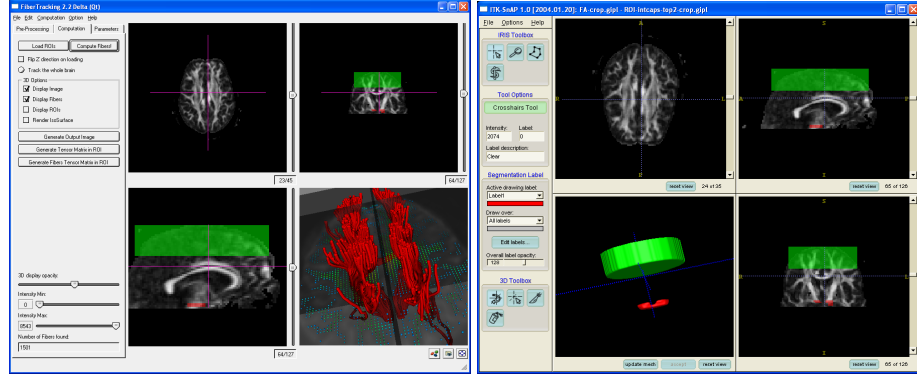 FiberTracking 2.2 Delta (Qt)
File Edit Computation Option Help
Pre-Processing Computation Parameters
Load ROIs Compute Fibers!
Flip Z direction on loading
Track the whole brain
3D Options
Display Image
Display Fibers
Display ROIs
Render IsoSurface
Generate Output Image
Generate Tensor Matrix in ROI
Generate Fibers Tensor Matrix in ROI
3D display opacity:
Intensity Min:
0
Intensity Max:
8543
Number of Fibers found:
1581
23/45
64/127
64/127
ITK-SnAP 1.0 [2004.01.20]: FA-crop.gipl - ROI-intcaps-top2-crop.gipl
File Options Help
IRIS Toolbox
Tool Options
Crosshairs Tool
Intensity: Label:
2074 0
Label description:
Clear
Segmentation Label
Active drawing label:
Label1
Draw over:
All labels
Edit labels...
Overall label opacity:
128
3D Toolbox
A
R L
P
reset view 24 of 35
S
A P
I
reset view 65 of 128
update mesh accept reset view
S
R L
I
reset view 65 of 128